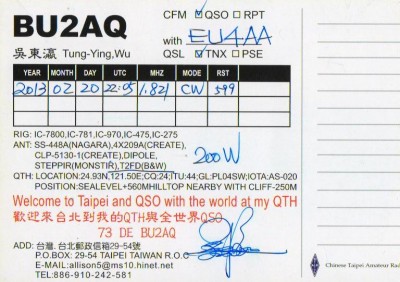 BU2AQ
CFM ☑QSO □RPT
with EU4AA
吳東瀛 Tung-Ying,Wu
QSL ☑TNX □PSE
YEAR MONTH DAY UTC MHZ MODE RST
2013 02 20 22:05 1.821 CW 599
RIG: IC-7800,IC-781,IC-970,IC-475,IC-275
ANT: SS-448A(NAGARA),4X209A(CREATE),
CLP-5130-1(CREATE),DIPOLE,
STEPPIR(MONSTIR),T2FD(B&W)
200W
QTH: LOCATION:24.93N,121.50E;CQ:24;ITU:44;GL:PL04SW;IOTA:AS-020
POSITION:SEALEVEL+560MHILLTOP NEARBY WITH CLIFF-250M
Welcome to Taipei and QSO with the world at my QTH
歡迎來台北到我的QTH與全世界QSO
73 DE BU2AQ
ADD: 台灣. 台北郵政信箱29-54號
P.O.BOX: 29-54 TAIPEI TAIWAN R.O.C
E-MAIL:allison5@ms10.hinet.net
TEL:886-910-242-581
Chinese Taipei Amateur Rad